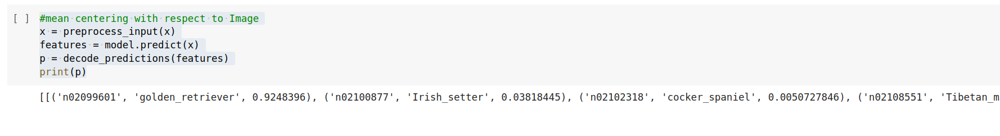 [ ] #mean centering with respect to Image
x = preprocess_input(x)
features = model.predict(x)
p = decode_predictions(features)
print(p)
[[('n02099601', 'golden_retriever', 0.9248396), ('n02100877', 'Irish_setter', 0.03818445), ('n02102318', 'cocker_spaniel', 0.0050727846), ('n02108551', 'Tibetan_m